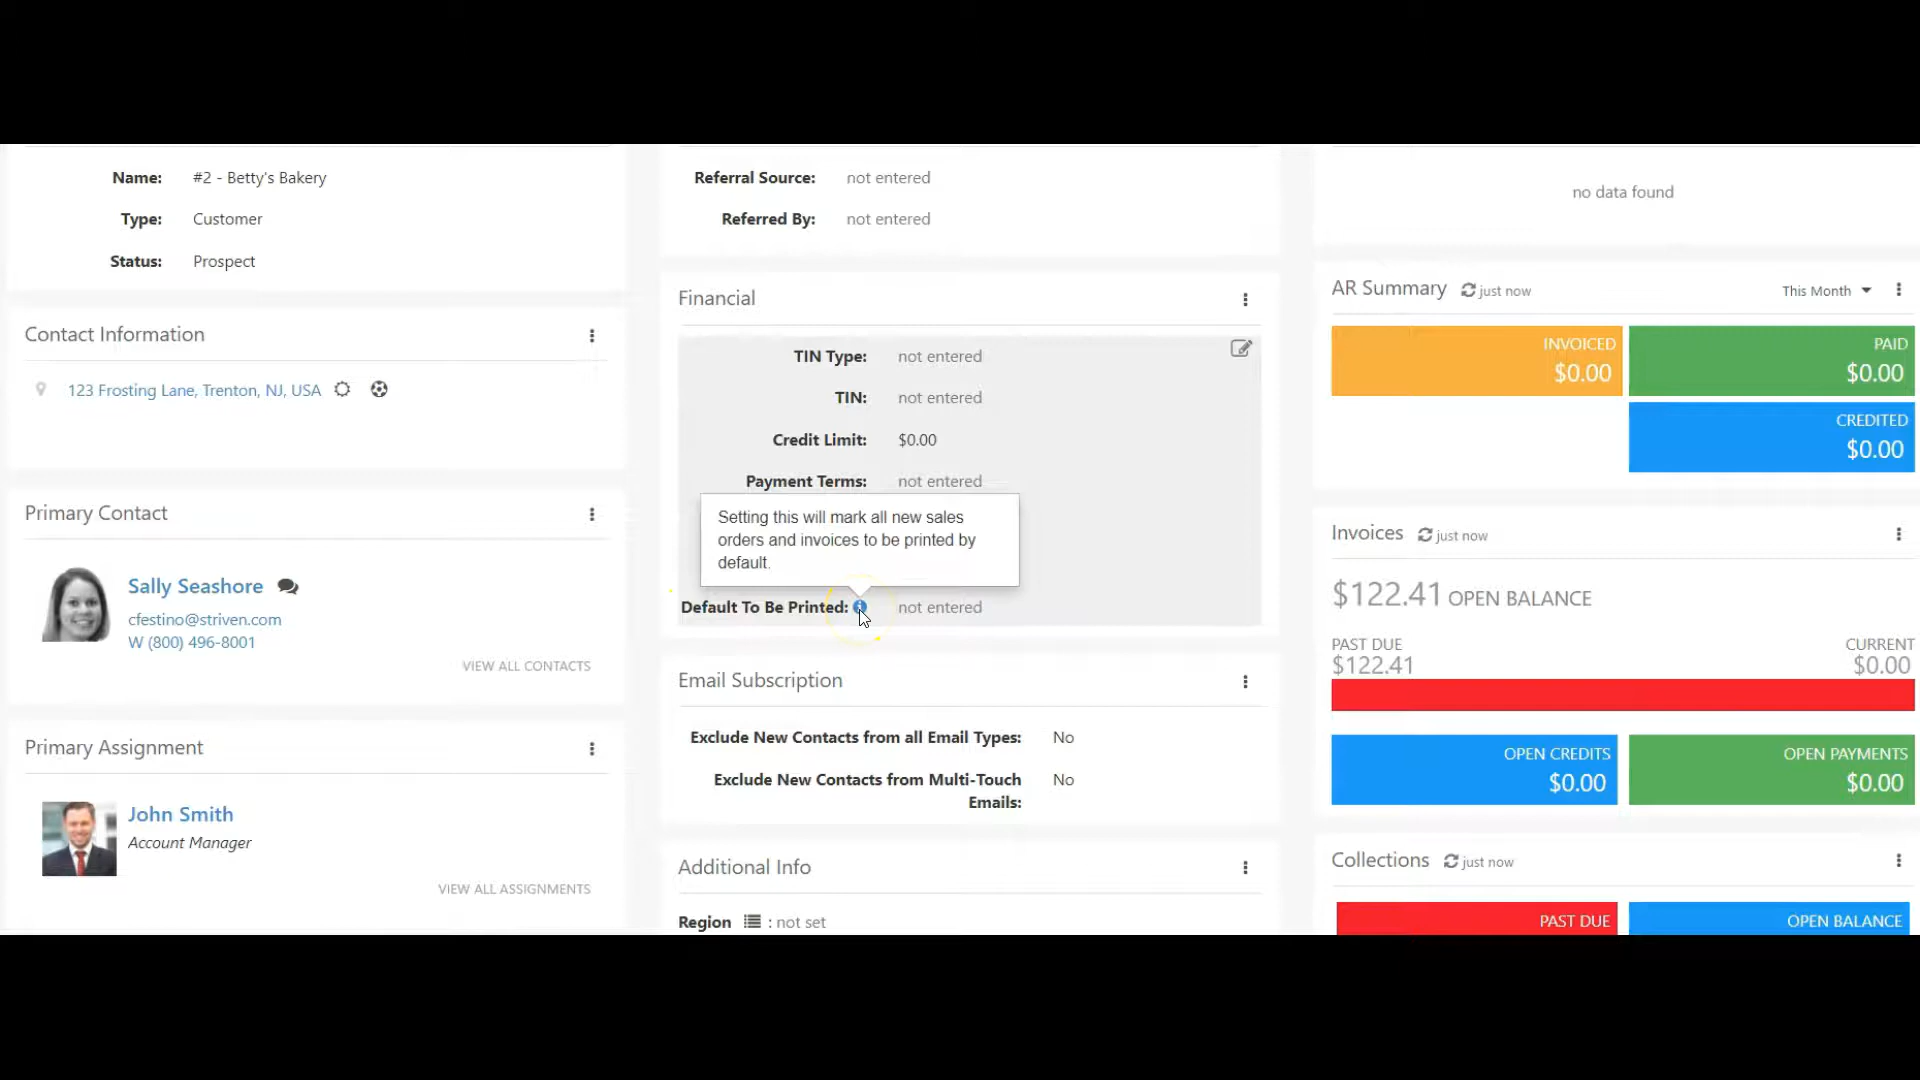 Name: #2 - Betty's Bakery
Type: Customer
Status: Prospect
Contact Information
123 Frosting Lane, Trenton, NJ, USA
Primary Contact
Sally Seashore
cfestino@striven.com
W (800) 496-8001
VIEW ALL CONTACTS
Primary Assignment
John Smith
Account Manager
VIEW ALL ASSIGNMENTS
Referral Source: not entered
Referred By: not entered
Financial
TIN Type: not entered
TIN: not entered
Credit Limit: $0.00
Payment Terms: not entered
Setting this will mark all new sales
orders and invoices to be printed by
default.
Default To Be Printed: not entered
Email Subscription
Exclude New Contacts from all Email Types: No
Exclude New Contacts from Multi-Touch No
Emails:
Additional Info
Region : not set
no data found
AR Summary just now This Month
INVOICED
$0.00
PAID
$0.00
CREDITED
$0.00
Invoices just now
$122.41 OPEN BALANCE
PAST DUE CURRENT
$122.41 $0.00
OPEN CREDITS
$0.00
OPEN PAYMENTS
$0.00
Collections just now
PAST DUE
OPEN BALANCE